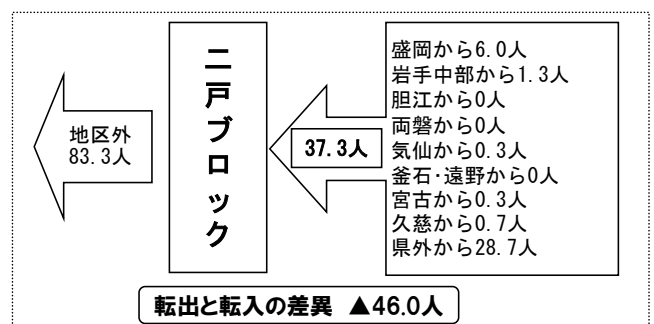 地区外
83.3人
二戸ブロック
37.3人
盛岡から6.0人
岩手中部から1.3人
胆江から0人
両磐から0人
気仙から0.3人
釜石・遠野から0人
宮古から0.3人
久慈から0.7人
県外から28.7人
転出と転入の差異 ▲46.0人